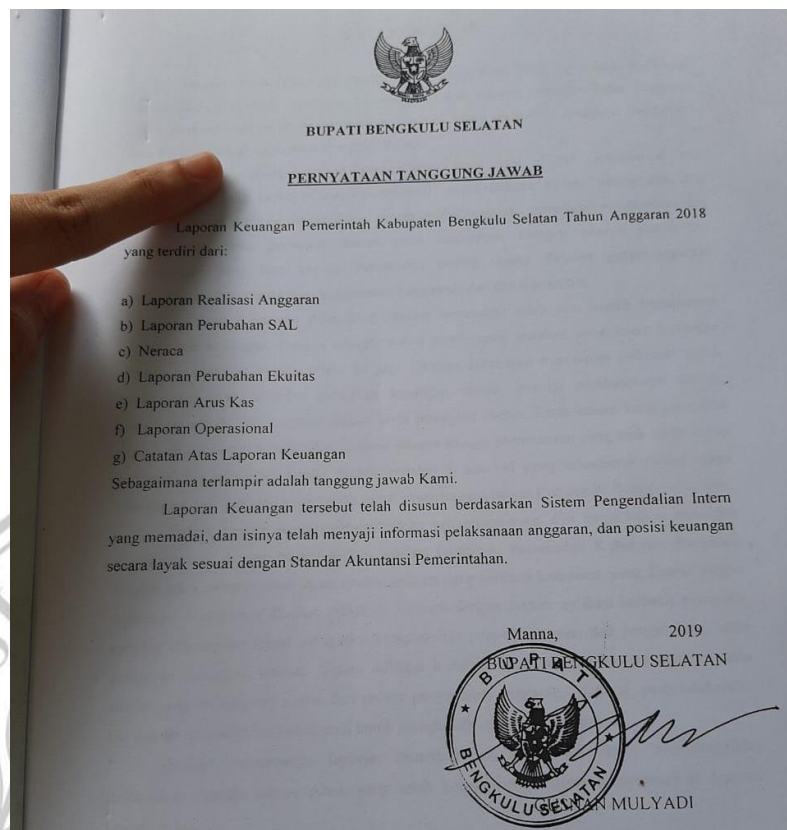 BUPATI BENGKULU SELATAN
PERNYATAAN TANGGUNG JAWAB
Laporan Keuangan Pemerintah Kabupaten Bengkulu Selatan Tahun Anggaran 2018
yang terdiri dari:
a) Laporan Realisasi Anggaran
b) Laporan Perubahan SAL
c) Neraca
d) Laporan Perubahan Ekuitas
e) Laporan Arus Kas
f) Laporan Operasional
g) Catatan Atas Laporan Keuangan
Sebagaimana terlampir adalah tanggung jawab Kami.
Laporan Keuangan tersebut telah disusun berdasarkan Sistem Pengendalian Intern
yang memadai, dan isinya telah menyaji informasi pelaksanaan anggaran, dan posisi keuangan
secara layak sesuai dengan Standar Akuntansi Pemerintahan.
Manna, 2019
BUPATI BENGKULU SELATAN
BUPATI
BENGKULU SELATAN
MULYADI